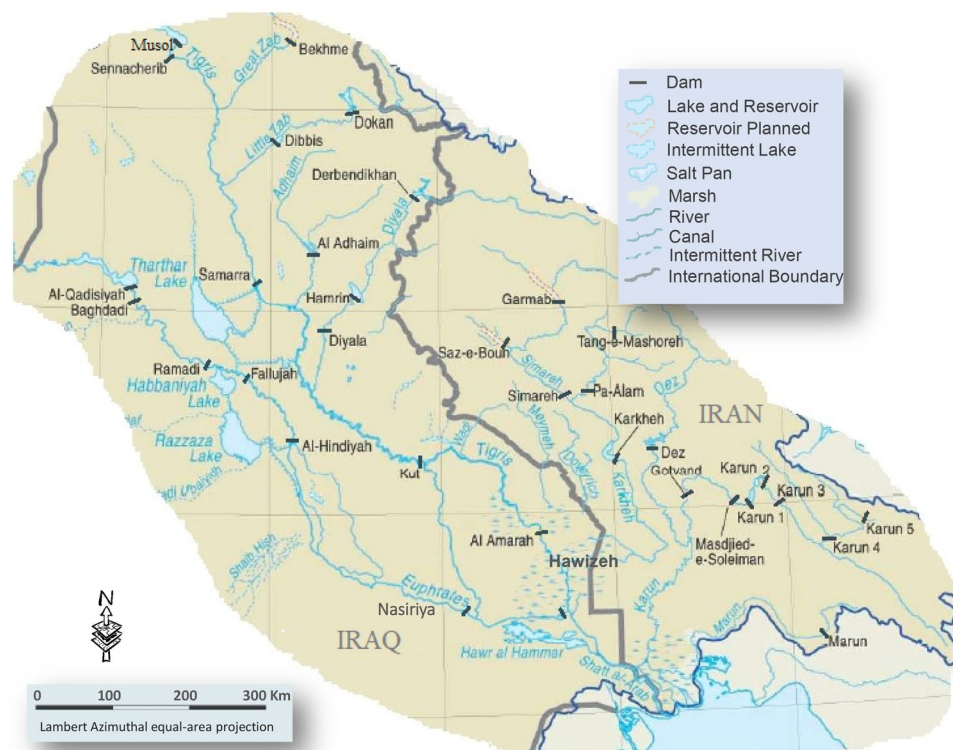 Musol
Sennacherib
Tigris
Great Zab
Bekhme
Dam
Lake and Reservoir
Reservoir Planned
Intermittent Lake
Salt Pan
Marsh
River
Canal
Intermittent River
International Boundary
Dokan
Little Zab
Dibbis
Adhaim
Derbendikhan
Diyala
Al Adhaim
Tharthar
Lake
Samarra
Al-Qadisiyah
Baghdadi
Hamrin
Garmab
Diyala
Saz-e-Bouh
Tang-e-Mashoreh
Ramadi
Fallujah
Simareh
Dez
Habbaniyah
Lake
Simareh
Pa-Alam
IRAN
Razzaza
Lake
Al-Hindiyah
Wadi
Meymeh
Doveirich
Karkheh
Tigris
Kut
Dez
Gotvand
Karkheh
Karun 2
Karun 3
Karun 1
Karun 5
Masdjied-
e-Soleiman
Karun 4
Al Amarah
Shaib Hisb
Hawizeh
Euphrates
Nasiriya
Karun
Marun
Marun
N
IRAQ
Hawr al Hammar
Shatt al-Arab
0 100 200 300 Km
Lambert Azimuthal equal-area projection